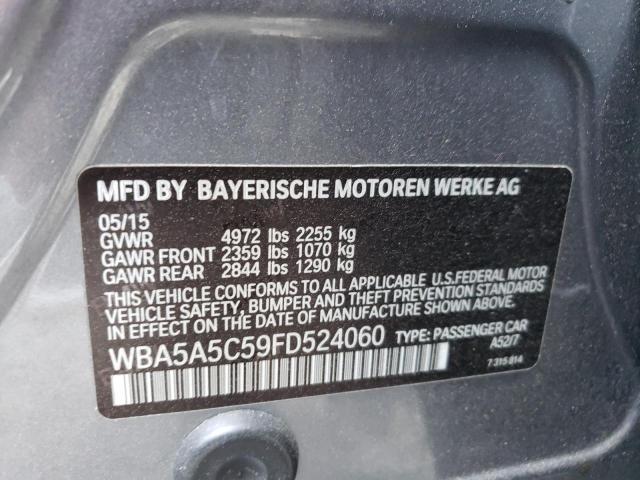 MFD BY BAYERISCHE MOTOREN WERKE AG
05/15
GVWR 4972 lbs 2255 kg
GAWR FRONT 2359 lbs 1070 kg
GAWR REAR 2844 lbs 1290 kg
THIS VEHICLE CONFORMS TO ALL APPLICABLE U.S.FEDERAL MOTOR
VEHICLE SAFETY, BUMPER AND THEFT PREVENTION STANDARDS
IN EFFECT ON THE DATE OF MANUFACTURE SHOWN ABOVE.
WBA5A5C59FD524060 TYPE: PASSENGER CAR
A52/7
7 315 814